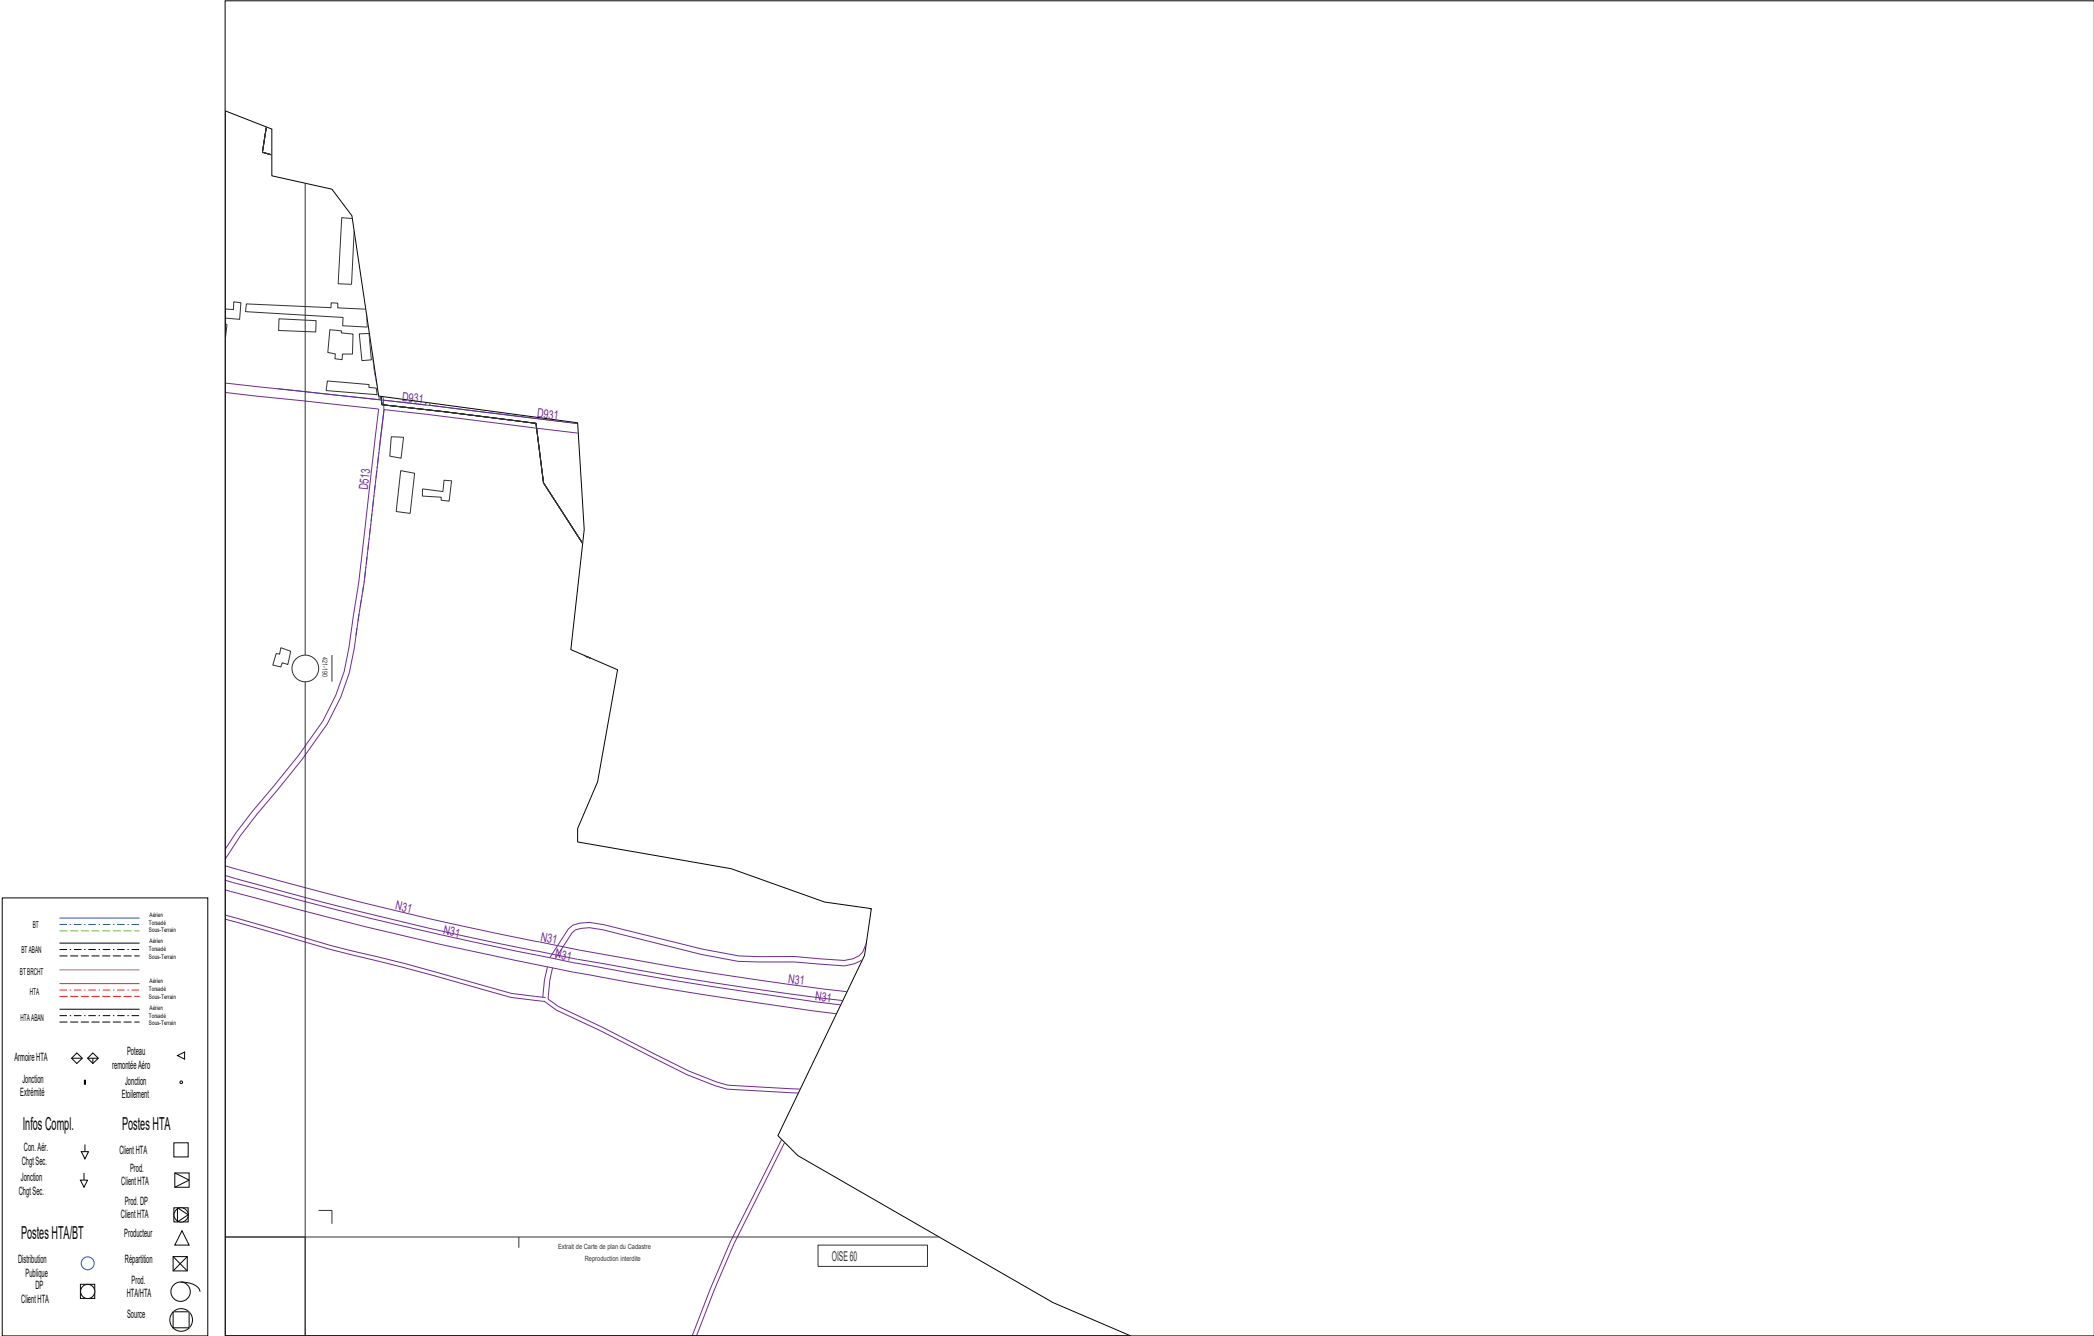 D931
D931
D513
421-190
N31
N31
N31
N31
N31
N31
BT
Aérien
Torsadé
Sous-Terrain
BT ABAN
Aérien
Torsadé
Sous-Terrain
BT BRCHT
HTA
Aérien
Torsadé
Sous-Terrain
HTA ABAN
Aérien
Torsadé
Sous-Terrain
Armoire HTA
Poteau
remontée Aéro
Jonction
Extrémité
Jonction
Etoilement
Infos Compl.
Postes HTA
Con. Aér.
Chgt Sec.
Client HTA
Jonction
Chgt Sec.
Prod.
Client HTA
Prod. DP
Client HTA
Postes HTA/BT
Producteur
Distribution
Publique
Répartition
DP
Client HTA
Prod.
HTA/HTA
Source
Extrait de Carte de plan du Cadastre
Reproduction interdite
OISE 60